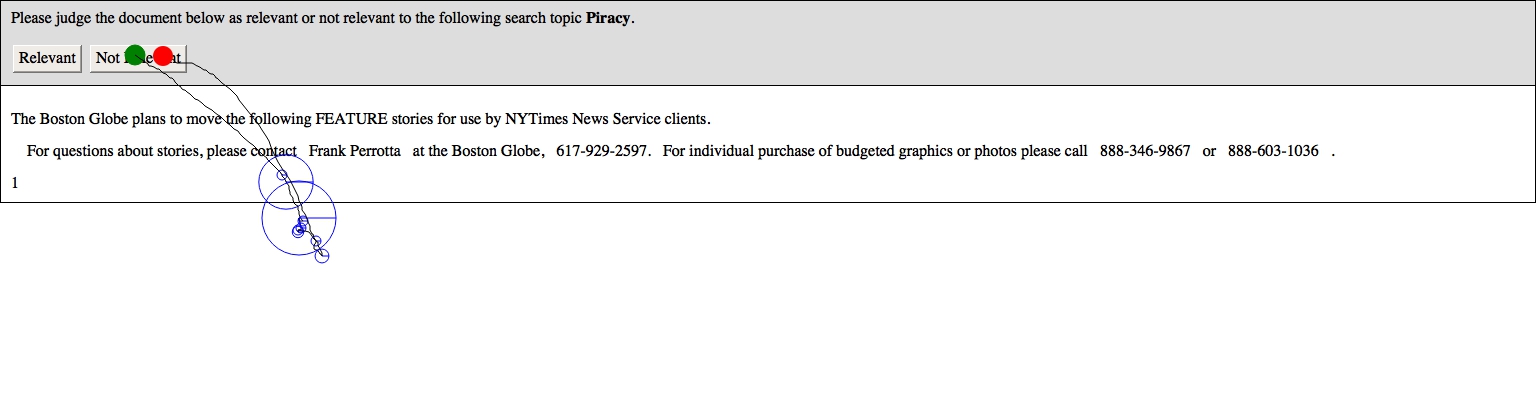 Please judge the document below as relevant or not relevant to the following search topic Piracy.
Relevant Not Relevant
The Boston Globe plans to move the following FEATURE stories for use by NYTimes News Service clients.
For questions about stories, please contact Frank Perrotta at the Boston Globe, 617-929-2597. For individual purchase of budgeted graphics or photos please call 888-346-9867 or 888-603-1036 .
1